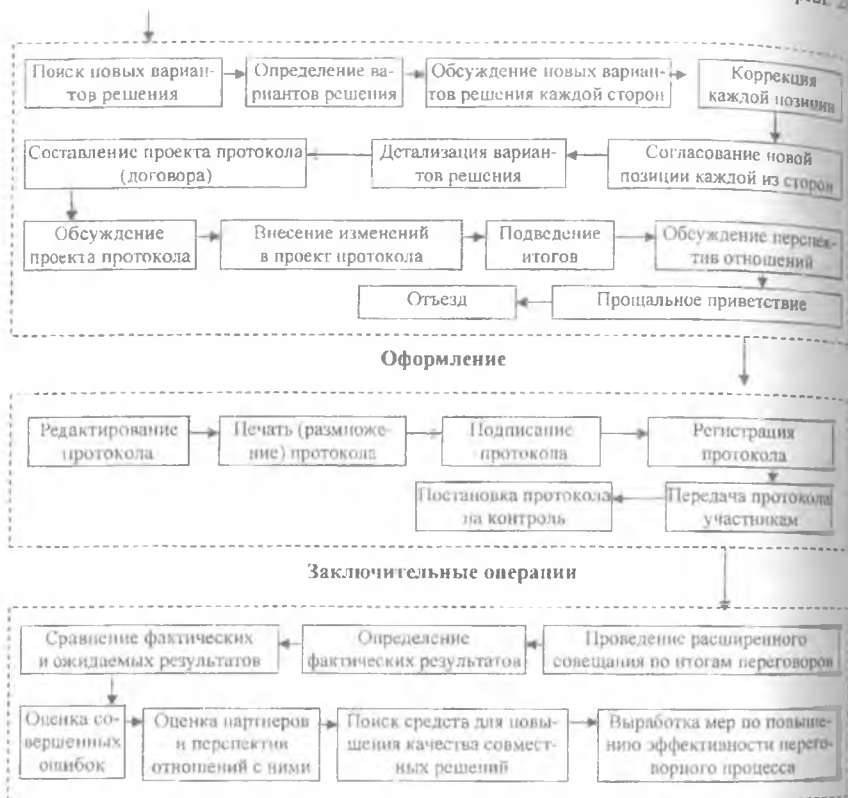 Поиск новых вариан-
тов решения
Определение ва-
риантов решения
Обсуждение новых вариан-
тов решения каждой сторон
Коррекция
каждой позиции
Согласование новой
позиции каждой из сторон
Детализация вариан-
тов решения
Составление проекта протокола
(договора)
Обсуждение
проекта протокола
Внесение изменений
в проект протокола
Подведение
итогов
Обсуждение перспек-
тив отношений
Прощальное приветствие
Отъезд
Оформление
Редактирование
протокола
Печать (размноже-
ние) протокола
Подписание
протокола
Регистрация
протокола
Передача протокола
участникам
Постановка протокола
на контроль
Заключительные операции
Проведение расширенного
совещания по итогам переговоров
Определение
фактических результатов
Сравнение фактических
и ожидаемых результатов
Оценка со-
вершенных
ошибок
Оценка партнеров
и перспектив
отношений с ними
Поиск средств для повы-
шения качества совмест-
ных решений
Выработка мер по повыше-
нию эффективности перего-
ворного процесса